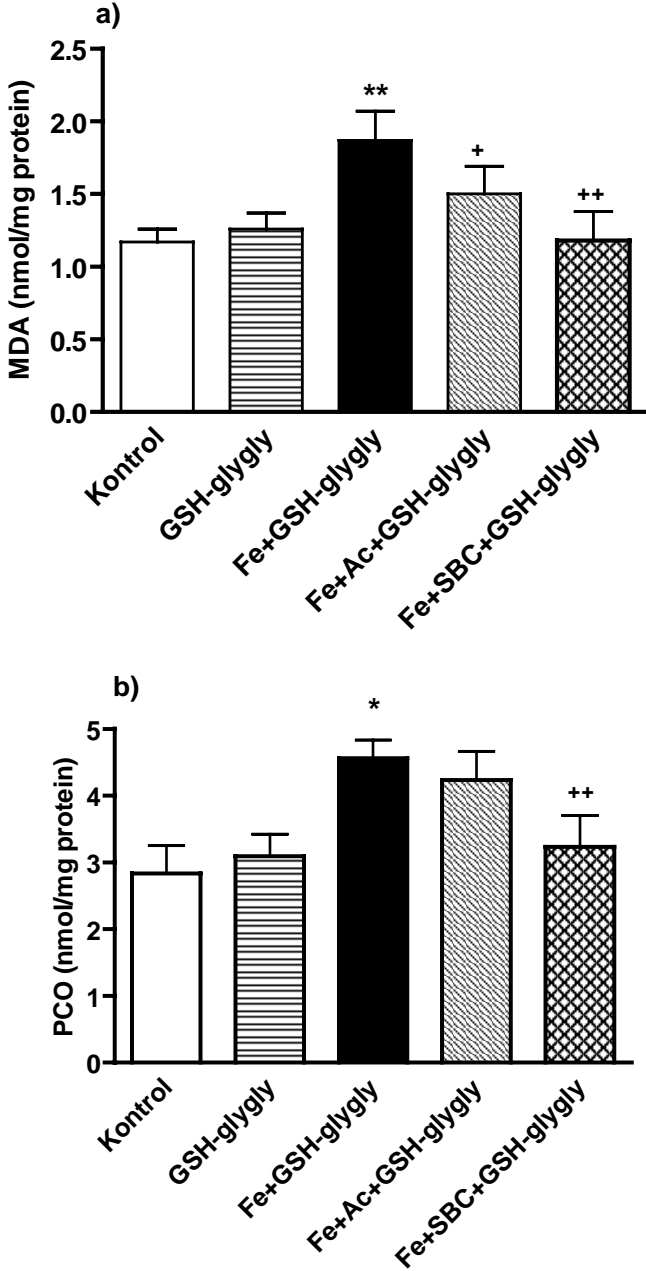 a)
MDA (nmol/mg protein)
2.5
2.0
1.5
1.0
0.5
0.0
**
+
++
Kontrol
GSH-glygly
Fe+GSH-glygly
Fe+Ac+GSH-glygly
Fe+SBC+GSH-glygly
b)
PCO (nmol/mg protein)
5
4
3
2
1
0
*
++
Kontrol
GSH-glygly
Fe+GSH-glygly
Fe+Ac+GSH-glygly
Fe+SBC+GSH-glygly